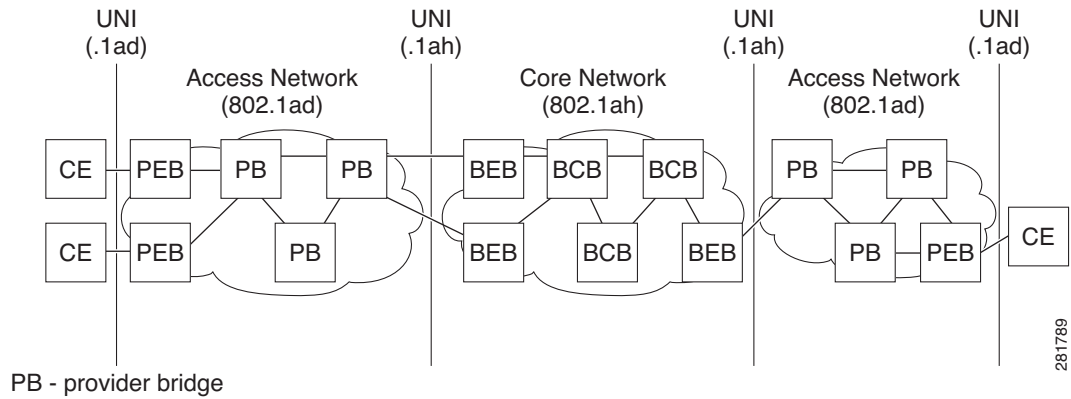 UNI
(.1ad)
UNI
(.1ah)
UNI
(.1ah)
UNI
(.1ad)
Access Network
(802.1ad)
Core Network
(802.1ah)
Access Network
(802.1ad)
CE
PEB
PB
PB
BEB
BCB
BCB
PB
PB
CE
PEB
PB
BEB
BCB
BEB
PB
PEB
CE
281789
PB - provider bridge